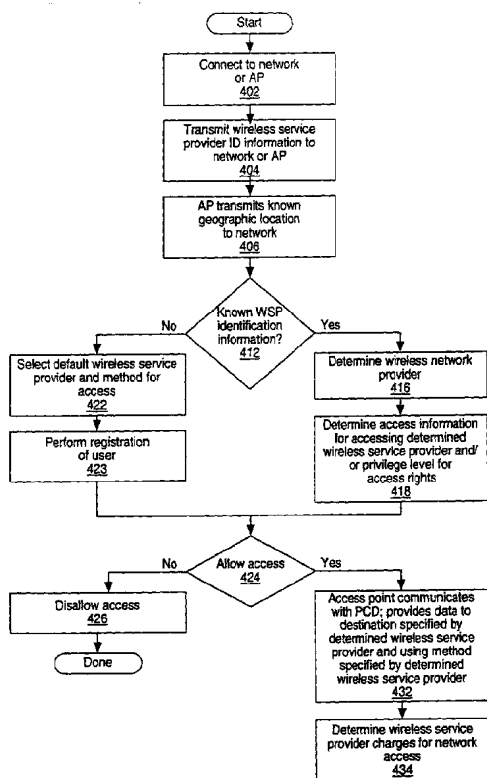 Start
Connect to network
or AP
402
Transmit wireless service
provider ID information to
network or AP
404
AP transmits known
geographic location
to network
406
Known WSP
identification
information?
412
No
Yes
Select default wireless service
provider and method for
access
422
Perform registration
of user
423
Determine wireless network
provider
416
Determine access information
for accessing determined
wireless service provider and/
or privilege level for
access rights
418
Allow access
424
No
Yes
Disallow access
426
Done
Access point communicates
with PCD; provides data to
destination specified by
determined wireless service
provider and using method
specified by determined
wireless service provider
432
Determine wireless service
provider charges for network
access
434